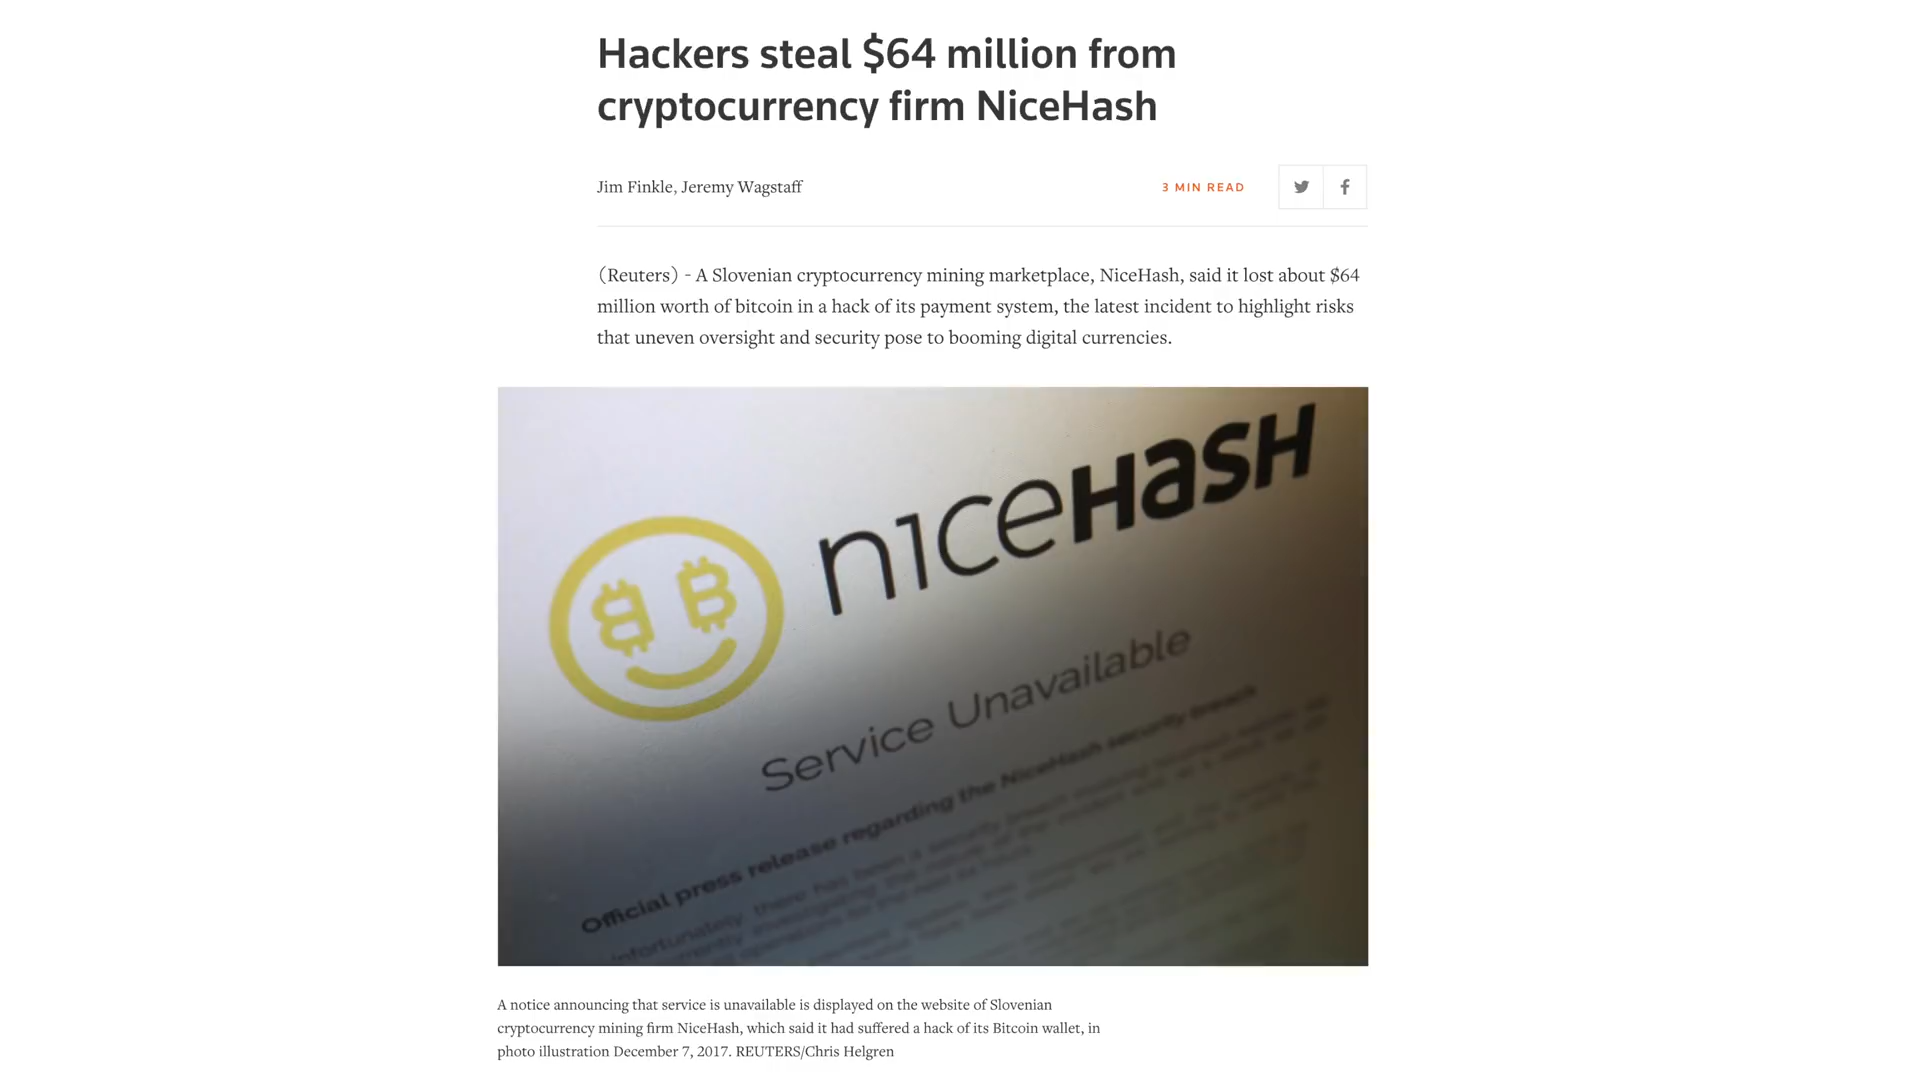 Hackers steal $64 million from
cryptocurrency firm NiceHash
Jim Finkle, Jeremy Wagstaff
3 MIN READ
(Reuters) - A Slovenian cryptocurrency mining marketplace, NiceHash, said it lost about $64
million worth of bitcoin in a hack of its payment system, the latest incident to highlight risks
that uneven oversight and security pose to booming digital currencies.
niceHasH
Service Unavailable
Official press release regarding the NiceHash security breach
A notice announcing that service is unavailable is displayed on the website of Slovenian
cryptocurrency mining firm NiceHash, which said it had suffered a hack of its Bitcoin wallet, in
photo illustration December 7, 2017. REUTERS/Chris Helgren